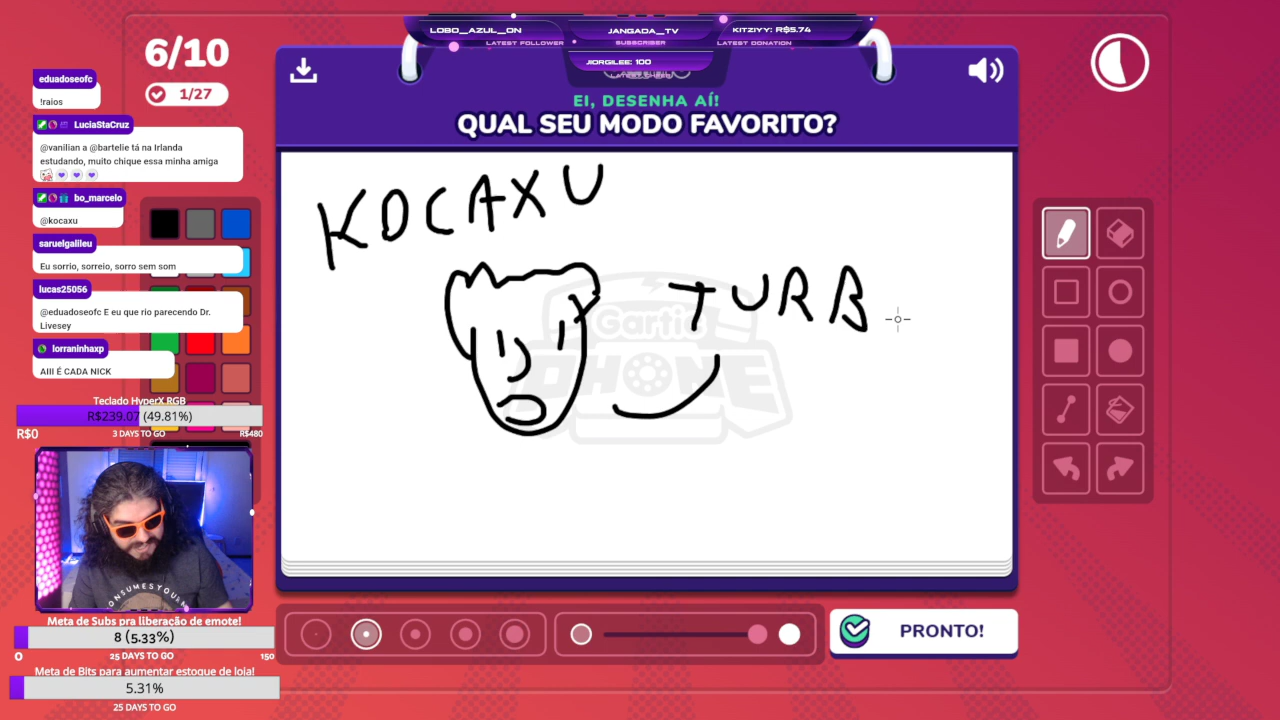 LOBO_AZUL_ON
LATEST FOLLOWER
JANGADA_TV
SUBSCRIBER
KITZIYY: R$5.74
LATEST DONATION
JIORGILEE: 100
6/10
1/27
EI, DESENHA AÍ!
QUAL SEU MODO FAVORITO?
eduadoseofc
!raios
LuciaStaCruz
@vanilian a @bartelie tá na Irlanda
estudando, muito chique essa minha amiga
bo_marcelo
@kocaxu
saruelgalileu
Eu sorrio, sorreio, sorro sem som
lucas25056
@eduadoseofc E eu que rio parecendo Dr.
Livesey
lorraninhaxp
AIII É CADA NICK
KOCAXU
TURB
Gartic
PHONE
Teclado HyperX RGB
R$239.07 (49.81%)
R$0
3 DAYS TO GO
R$480
ONSUMESYOU
Meta de Subs pra liberação de emote!
8 (5.33%)
0
25 DAYS TO GO
150
Meta de Bits para aumentar estoque de loja!
5.31%
25 DAYS TO GO
PRONTO!